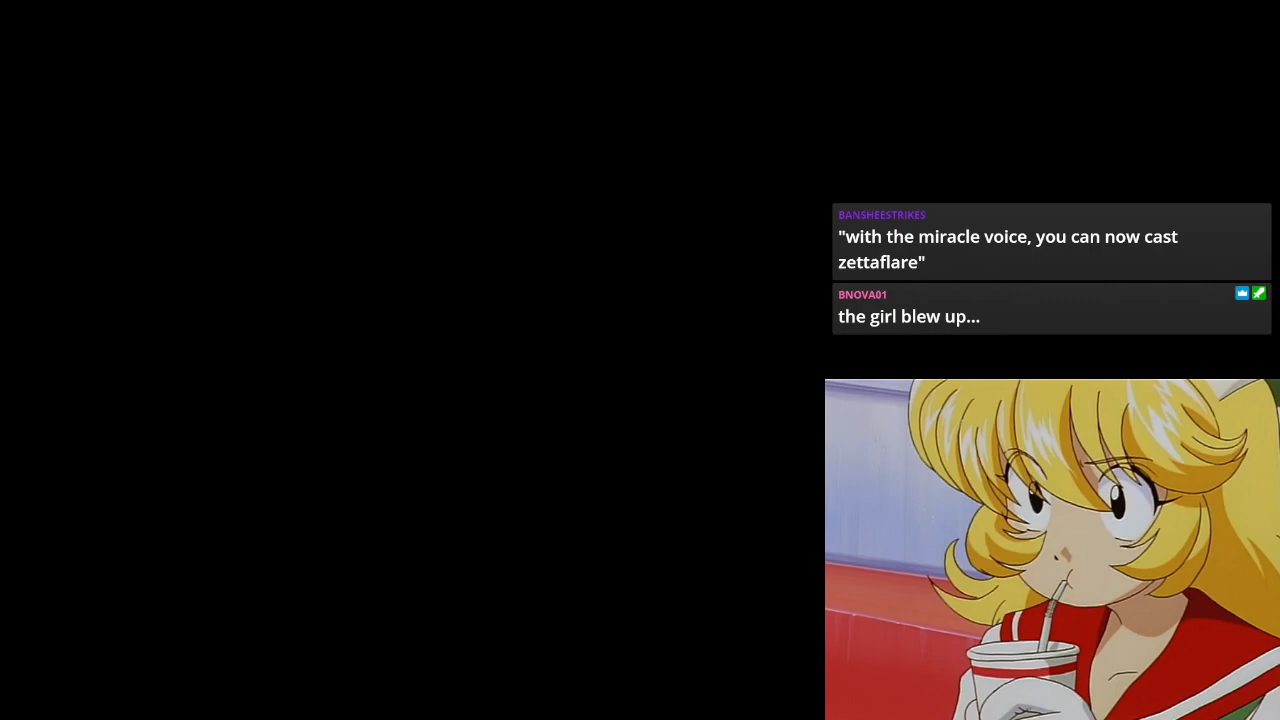 BANSHEESTRIKES
"with the miracle voice, you can now cast
zettaflare"
BNOVA01
the girl blew up...